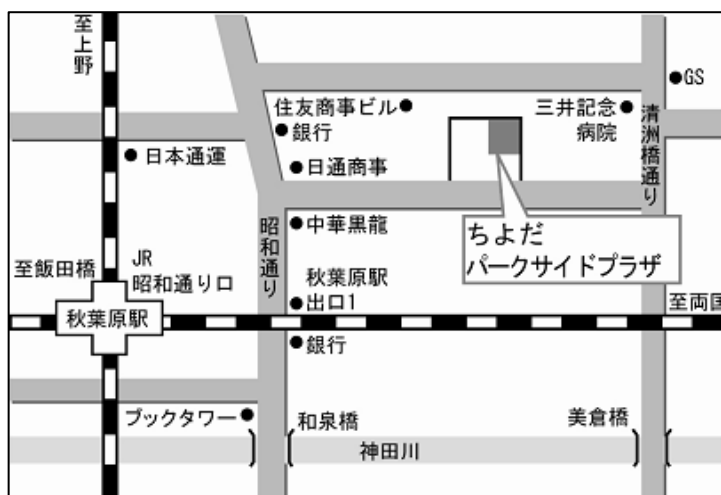 至上野
GS
住友商事ビル
銀行
三井記念
病院
清洲橋通り
日本通運
日通商事
昭和通り
中華黒龍
ちよだ
パークサイドプラザ
至飯田橋
JR
昭和通り口
秋葉原駅
出口1
至両国
秋葉原駅
銀行
ブックタワー
和泉橋
美倉橋
神田川